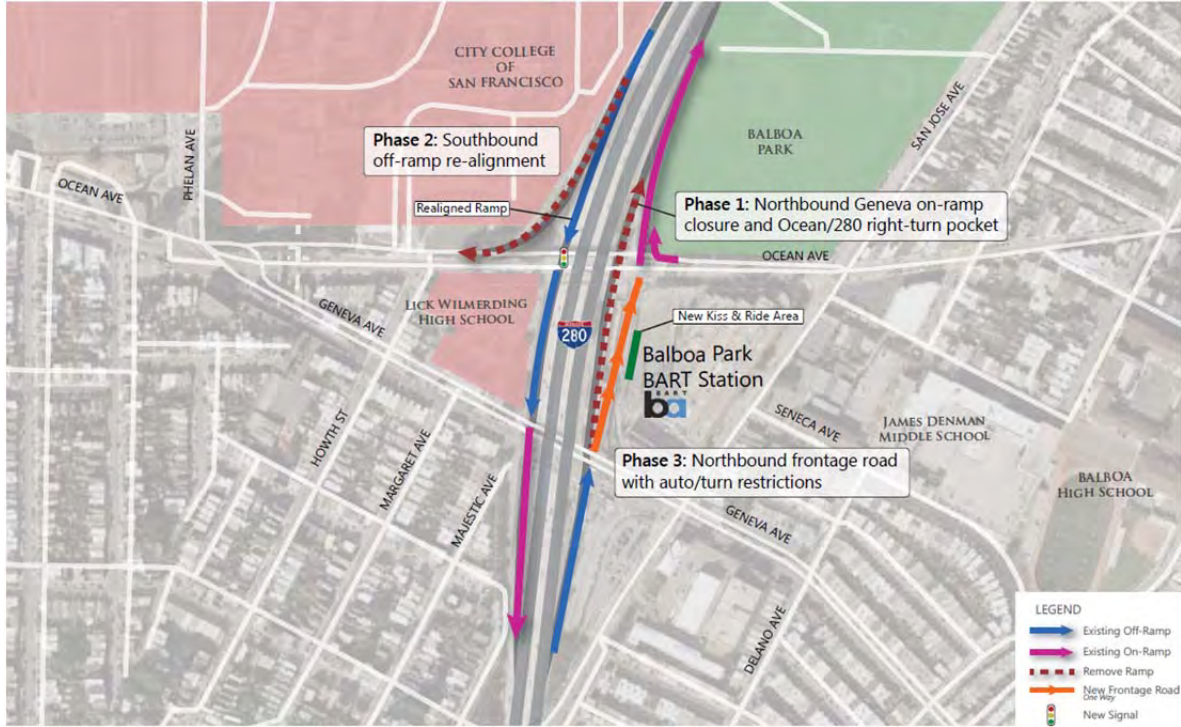 CITY COLLEGE
OF
SAN FRANCISCO
Phase 2: Southbound
off-ramp re-alignment
BALBOA
PARK
SAN JOSE AVE
PHELAN AVE
OCEAN AVE
Realigned Ramp
Phase 1: Northbound Geneva on-ramp
closure and Ocean/280 right-turn pocket
OCEAN AVE
GENEVA AVE
LICK WILMERDING
HIGH SCHOOL
280
New Kiss & Ride Area
Balboa Park
BART Station
BART
ba
SENECA AVE
JAMES DENMAN
MIDDLE SCHOOL
HOWTH ST
MARGARET AVE
MAJESTIC AVE
Phase 3: Northbound frontage road
with auto/turn restrictions
BALBOA
HIGH SCHOOL
GENEVA AVE
DELANO AVE
LEGEND
Existing Off-Ramp
Existing On-Ramp
Remove Ramp
New Frontage Road
One Way
New Signal